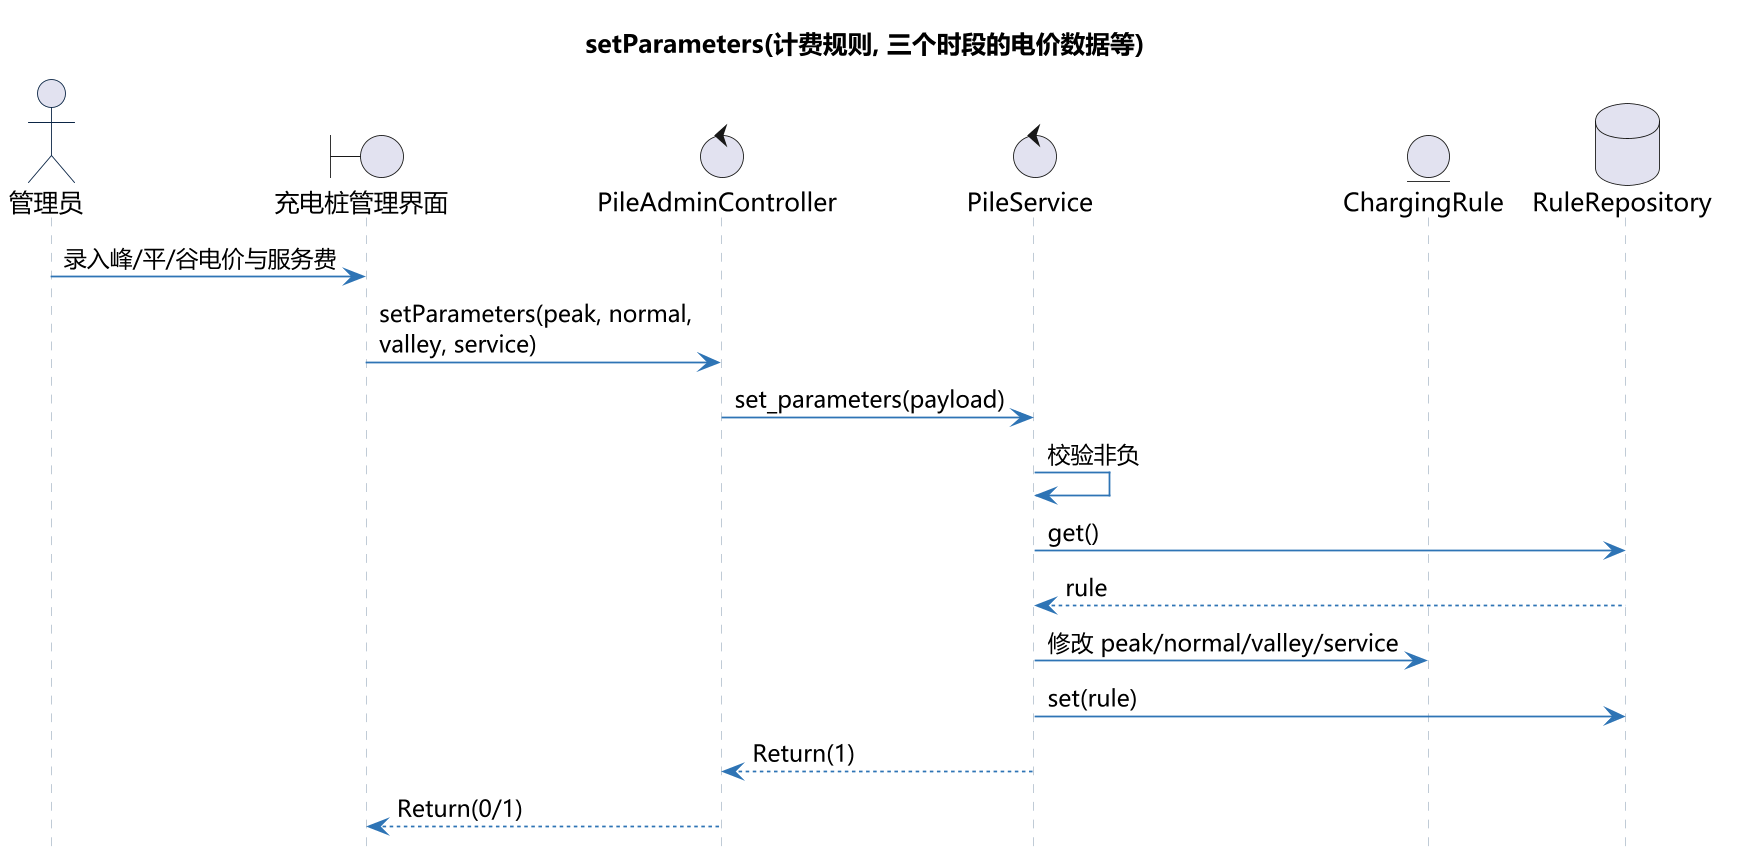 setParameters(计费规则, 三个时段的电价数据等)
管理员
充电桩管理界面
PileAdminController
PileService
ChargingRule
RuleRepository
录入峰/平/谷电价与服务费
setParameters(peak, normal,
valley, service)
set_parameters(payload)
校验非负
get()
rule
修改 peak/normal/valley/service
set(rule)
Return(1)
Return(0/1)